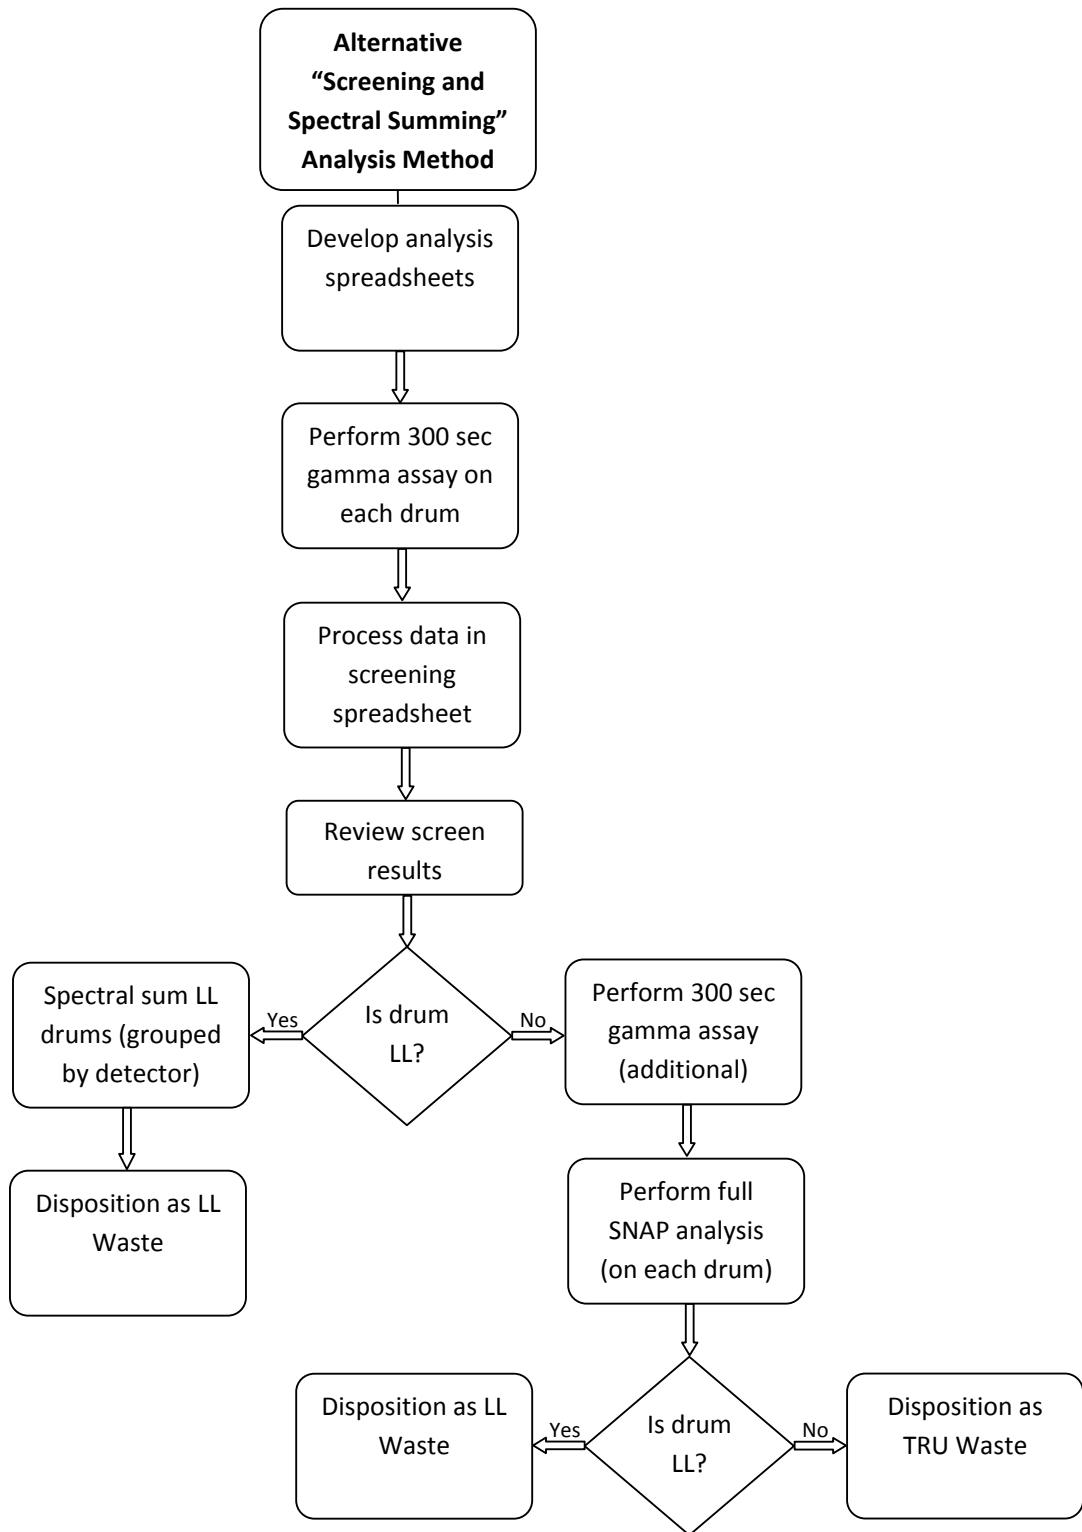 Alternative
“Screening and
Spectral Summing”
Analysis Method
Develop analysis
spreadsheets
Perform 300 sec
gamma assay on
each drum
Process data in
screening
spreadsheet
Review screen
results
Is drum
LL?
Yes
No
Spectral sum LL
drums (grouped
by detector)
Disposition as LL
Waste
Perform 300 sec
gamma assay
(additional)
Perform full
SNAP analysis
(on each drum)
Is drum
LL?
Yes
No
Disposition as LL
Waste
Disposition as
TRU Waste